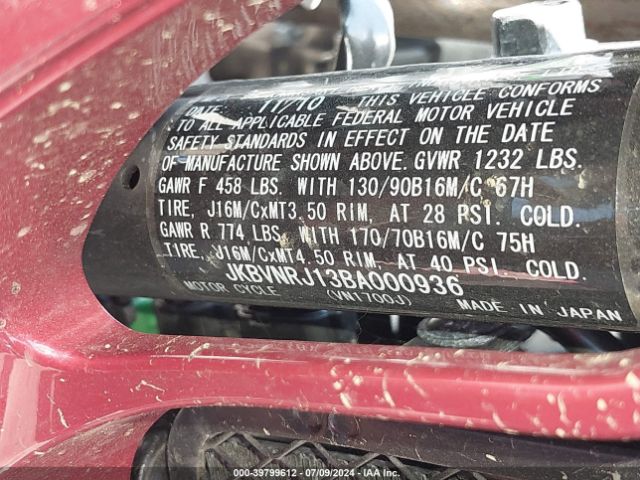 DATE: 11/10 THIS VEHICLE CONFORMS
TO ALL APPLICABLE FEDERAL MOTOR VEHICLE
SAFETY STANDARDS IN EFFECT ON THE DATE
OF MANUFACTURE SHOWN ABOVE. GVWR 1232 LBS.
GAWR F 458 LBS. WITH 130/90B16M/C 67H
TIRE, J16M/CxMT3.50 RIM, AT 28 PSI. COLD.
GAWR R 774 LBS. WITH 170/70B16M/C 75H
TIRE, J16M/CxMT4.50 RIM, AT 40 PSI. COLD.
JKBVNRJ13BA000936
MOTOR CYCLE (VN1700J) MADE IN JAPAN
000-39799612 - 07/09/2024 - IAA Inc.